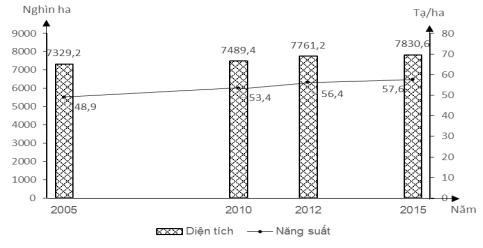 Nghìn ha Tạ/ha
9000 80
8000 70
7000 60
6000 50
5000 40
4000 30
3000 20
2000 10
1000 0
0
7329,2 7489,4 7761,2 7830,6
48,9 53,4 56,4 57,6
2005 2010 2012 2015 Năm
Diện tích Năng suất